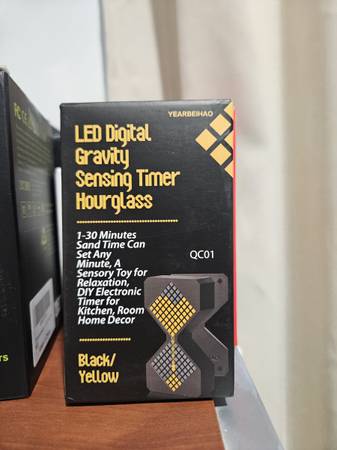 YEARBEIHAO
LED Digital
Gravity
Sensing Timer
Hourglass
1-30 Minutes
Sand Time Can
Set Any
Minute, A
Sensory Toy for
Relaxation,
DIY Electronic
Timer for
Kitchen, Room
Home Decor
QC01
Black/
Yellow